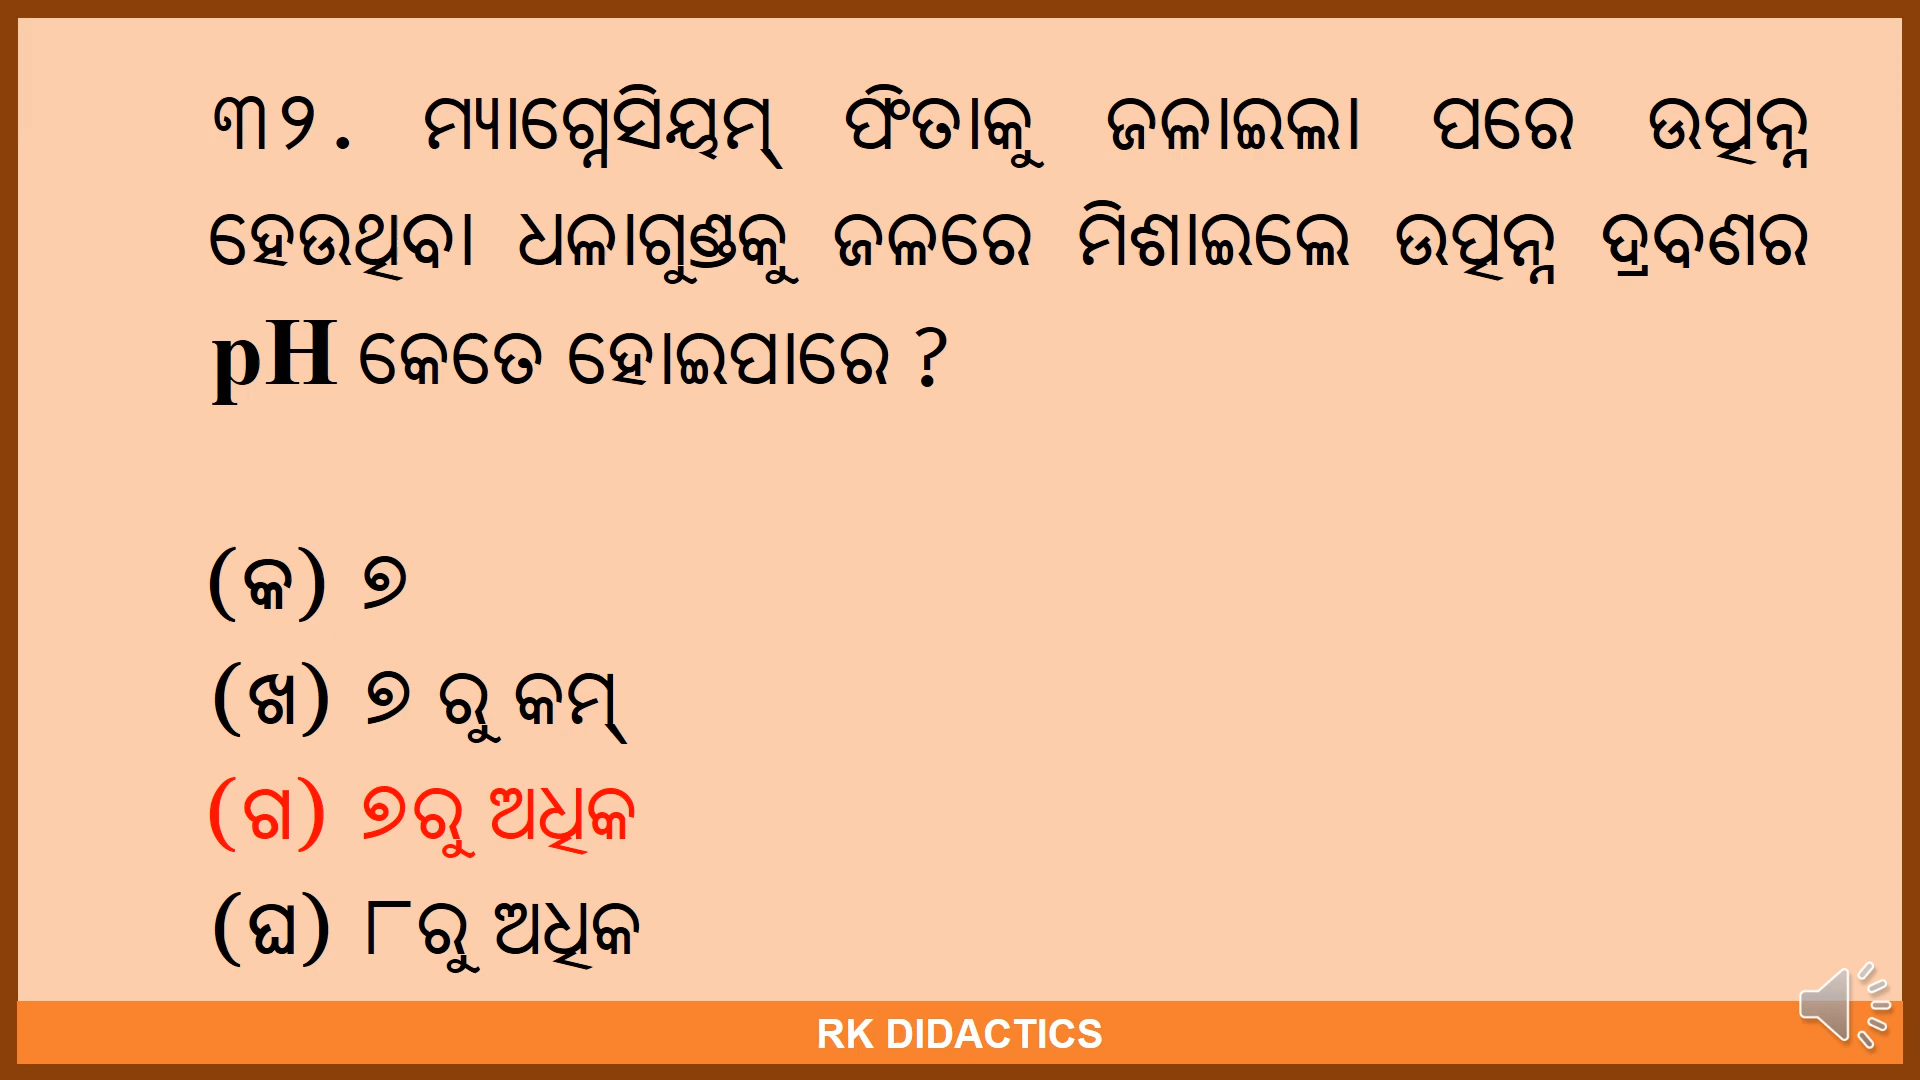 ୩୨. ମ୍ୟାଗ୍ନେସିୟମ୍ ଫିତାକୁ ଜଳାଇଲା ପରେ ଉତ୍ପନ୍ନ
ହେଉଥିବା ଧଳାଗୁଣ୍ଡକୁ ଜଳରେ ମିଶାଇଲେ ଉତ୍ପନ୍ନ ଦ୍ରବଣର
pH କେତେ ହୋଇପାରେ ?
(କ) ୭
(ଖ) ୭ ରୁ କମ୍
(ଗ) ୭ରୁ ଅଧିକ
(ଘ) ୮ରୁ ଅଧିକ
RK DIDACTICS